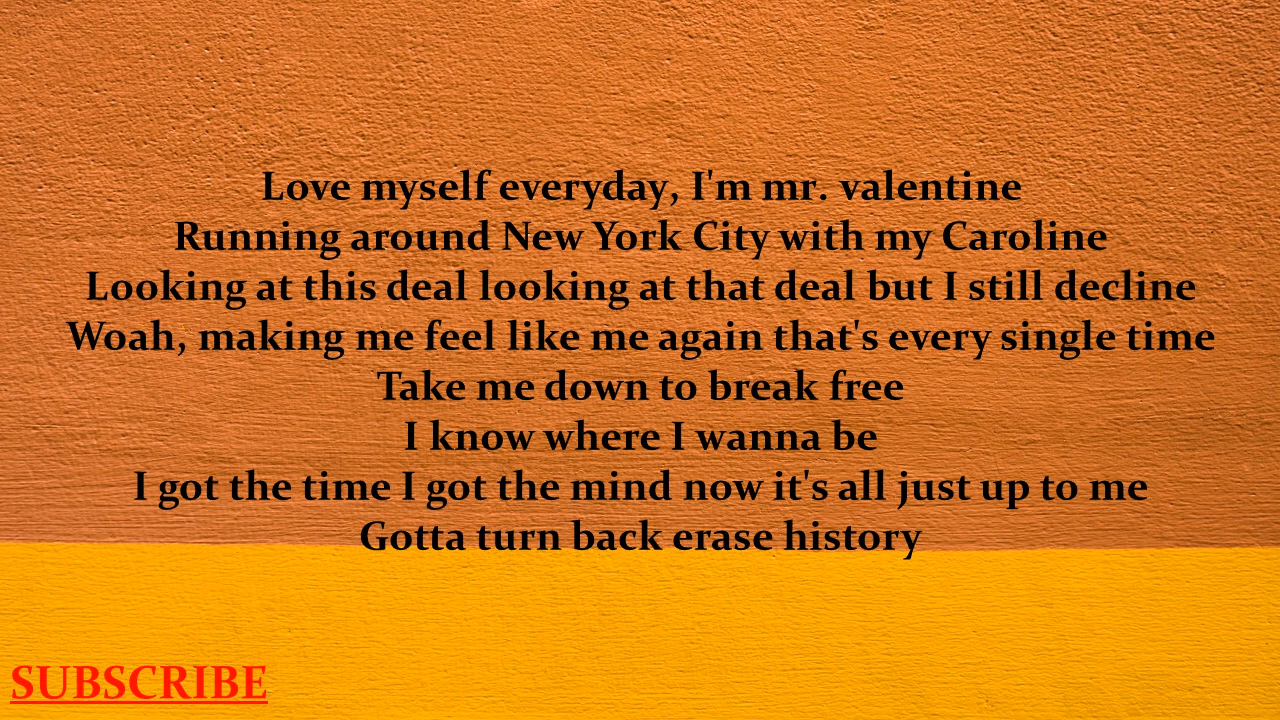 Love myself everyday, I'm mr. valentine
Running around New York City with my Caroline
Looking at this deal looking at that deal but I still decline
Woah, making me feel like me again that's every single time
Take me down to break free
I know where I wanna be
I got the time I got the mind now it's all just up to me
Gotta turn back erase history
SUBSCRIBE